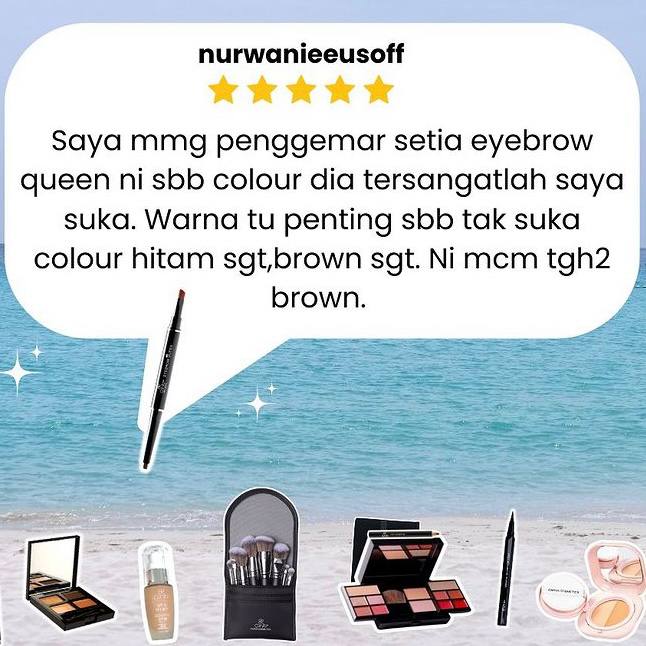 nurwanieeusoff
Saya mmg penggemar setia eyebrow
queen ni sbb colour dia tersangatlah saya
suka. Warna tu penting sbb tak suka
colour hitam sgt,brown sgt. Ni mcm tgh2
brown.